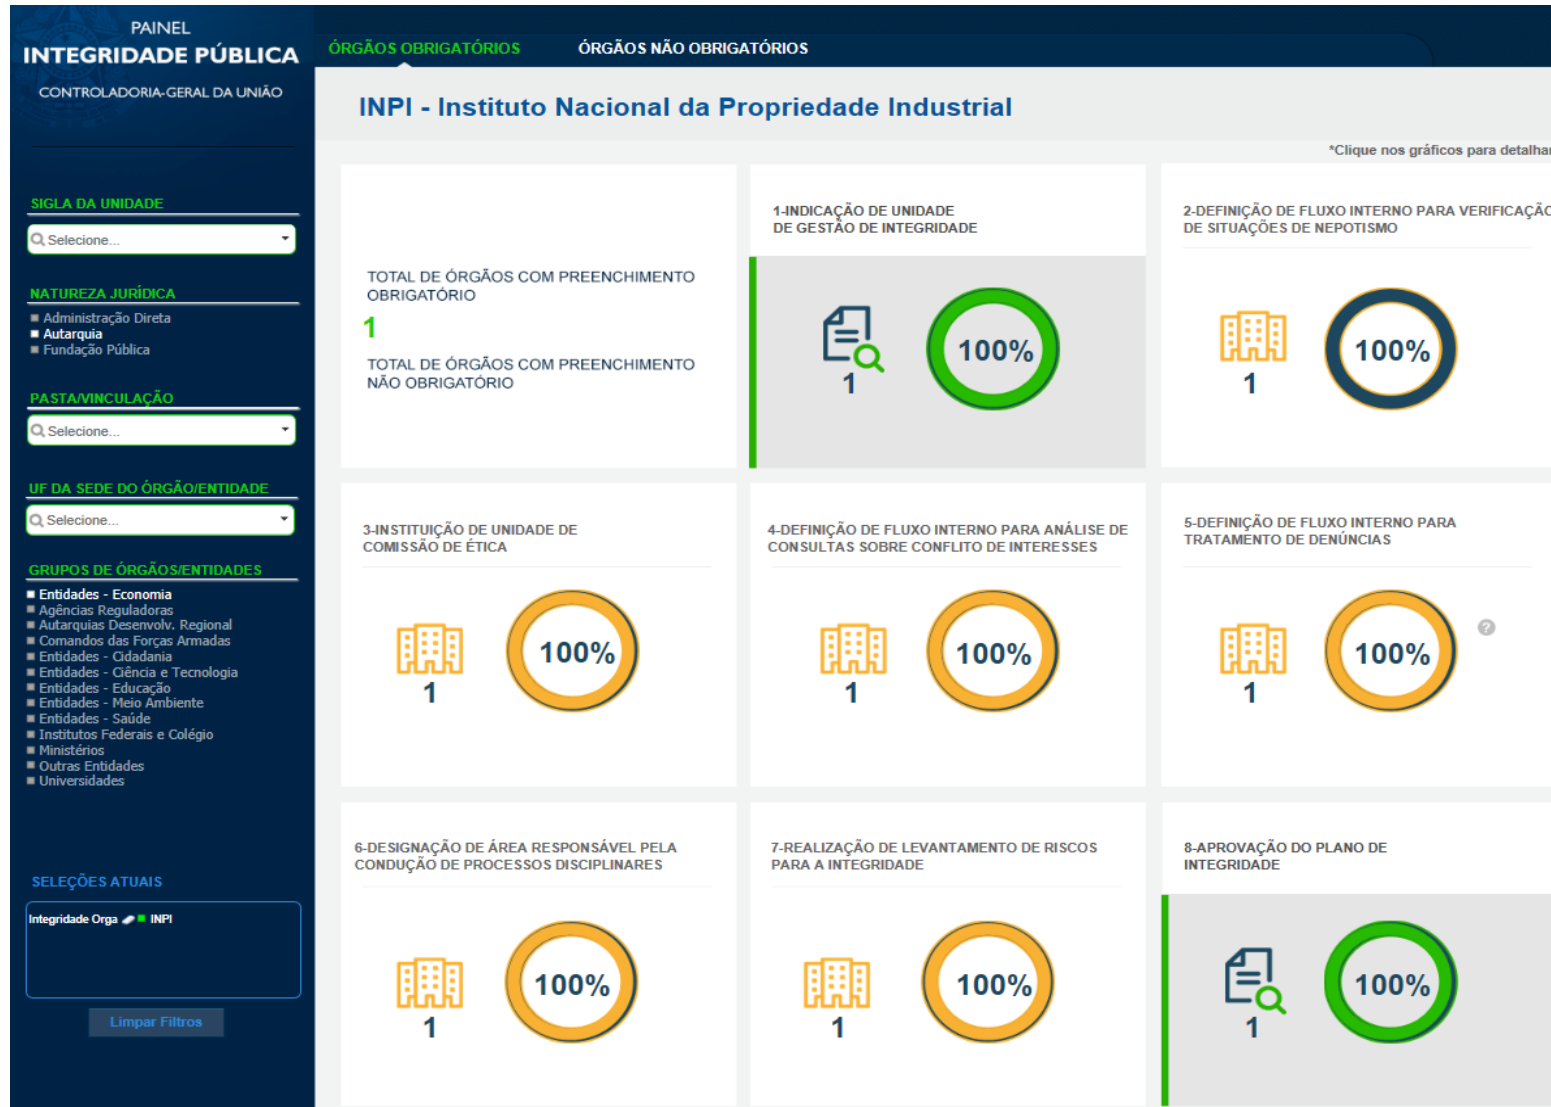 PAINEL
INTEGRIDADE PÚBLICA
CONTROLADORIA-GERAL DA UNIÃO
ÓRGÃOS OBRIGATÓRIOS
ÓRGÃOS NÃO OBRIGATÓRIOS
INPI - Instituto Nacional da Propriedade Industrial
*Clique nos gráficos para detalhar
SIGLA DA UNIDADE
Selecione...
NATUREZA JURÍDICA
Administração Direta
Autarquia
Fundação Pública
PASTA/VINCULAÇÃO
Selecione...
UF DA SEDE DO ÓRGÃO/ENTIDADE
Selecione...
GRUPOS DE ÓRGÃOS/ENTIDADES
Entidades - Economia
Agências Reguladoras
Autarquias Desenvolv. Regional
Comandos das Forças Armadas
Entidades - Cidadania
Entidades - Ciência e Tecnologia
Entidades - Educação
Entidades - Meio Ambiente
Entidades - Saúde
Institutos Federais e Colégio
Ministérios
Outras Entidades
Universidades
SELEÇÕES ATUAIS
Integridade Orga INPI
Limpar Filtros
TOTAL DE ÓRGÃOS COM PREENCHIMENTO
OBRIGATÓRIO
1
TOTAL DE ÓRGÃOS COM PREENCHIMENTO
NÃO OBRIGATÓRIO
1-INDICAÇÃO DE UNIDADE
DE GESTÃO DE INTEGRIDADE
1
100%
2-DEFINIÇÃO DE FLUXO INTERNO PARA VERIFICAÇÃO
DE SITUAÇÕES DE NEPOTISMO
1
100%
3-INSTITUIÇÃO DE UNIDADE DE
COMISSÃO DE ÉTICA
1
100%
4-DEFINIÇÃO DE FLUXO INTERNO PARA ANÁLISE DE
CONSULTAS SOBRE CONFLITO DE INTERESSES
1
100%
5-DEFINIÇÃO DE FLUXO INTERNO PARA
TRATAMENTO DE DENÚNCIAS
1
100%
?
6-DESIGNAÇÃO DE ÁREA RESPONSÁVEL PELA
CONDUÇÃO DE PROCESSOS DISCIPLINARES
1
100%
7-REALIZAÇÃO DE LEVANTAMENTO DE RISCOS
PARA A INTEGRIDADE
1
100%
8-APROVAÇÃO DO PLANO DE
INTEGRIDADE
1
100%